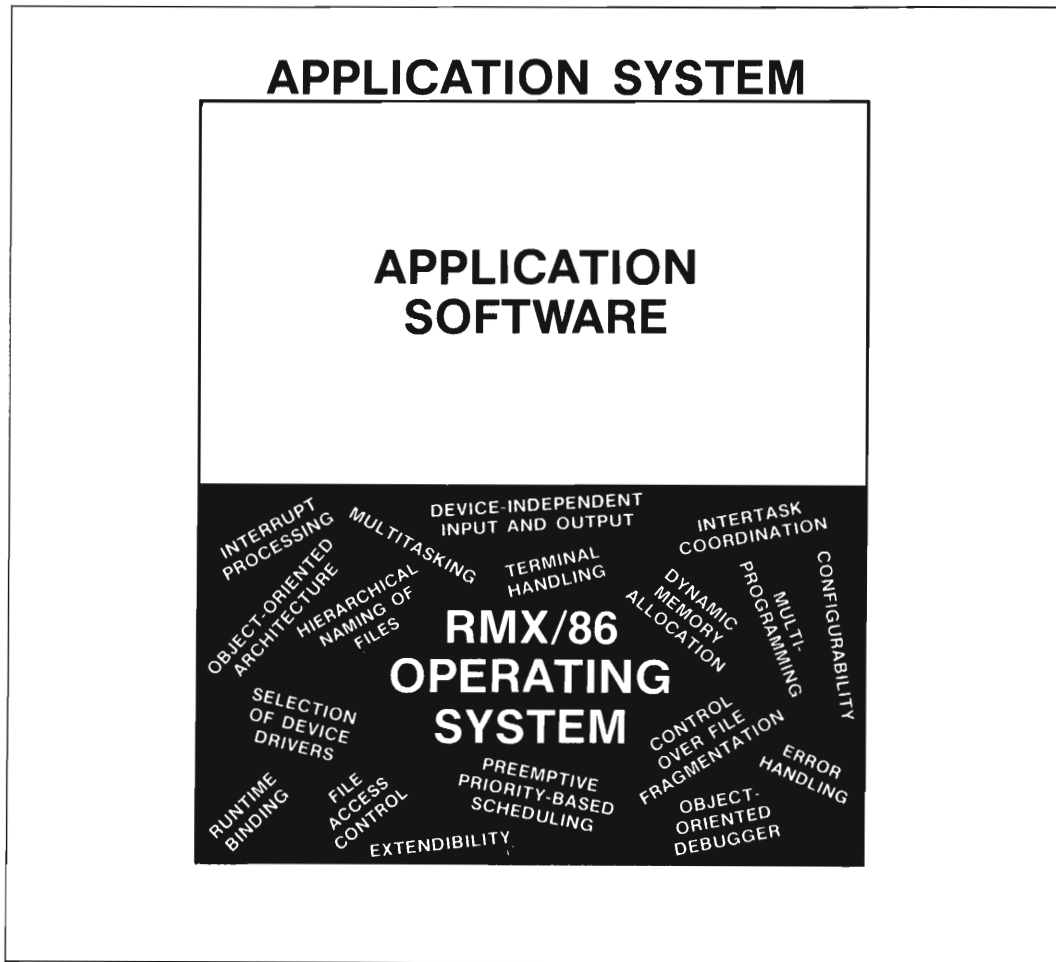 APPLICATION SYSTEM
APPLICATION
SOFTWARE
INTERRUPT
PROCESSING
MULTITASKING
DEVICE-INDEPENDENT
INPUT AND OUTPUT
INTERTASK
COORDINATION
OBJECT-ORIENTED
ARCHITECTURE
HIERARCHICAL
NAMING OF
FILES
TERMINAL
HANDLING
DYNAMIC
MEMORY
ALLOCATION
MULTI-
PROGRAMMING
CONFIGURABILITY
RMX/86
OPERATING
SYSTEM
SELECTION
OF DEVICE
DRIVERS
CONTROL
OVER FILE
FRAGMENTATION
ERROR
HANDLING
RUNTIME
BINDING
FILE
ACCESS
CONTROL
PREEMPTIVE
PRIORITY-BASED
SCHEDULING
OBJECT-
ORIENTED
DEBUGGER
EXTENDIBILITY